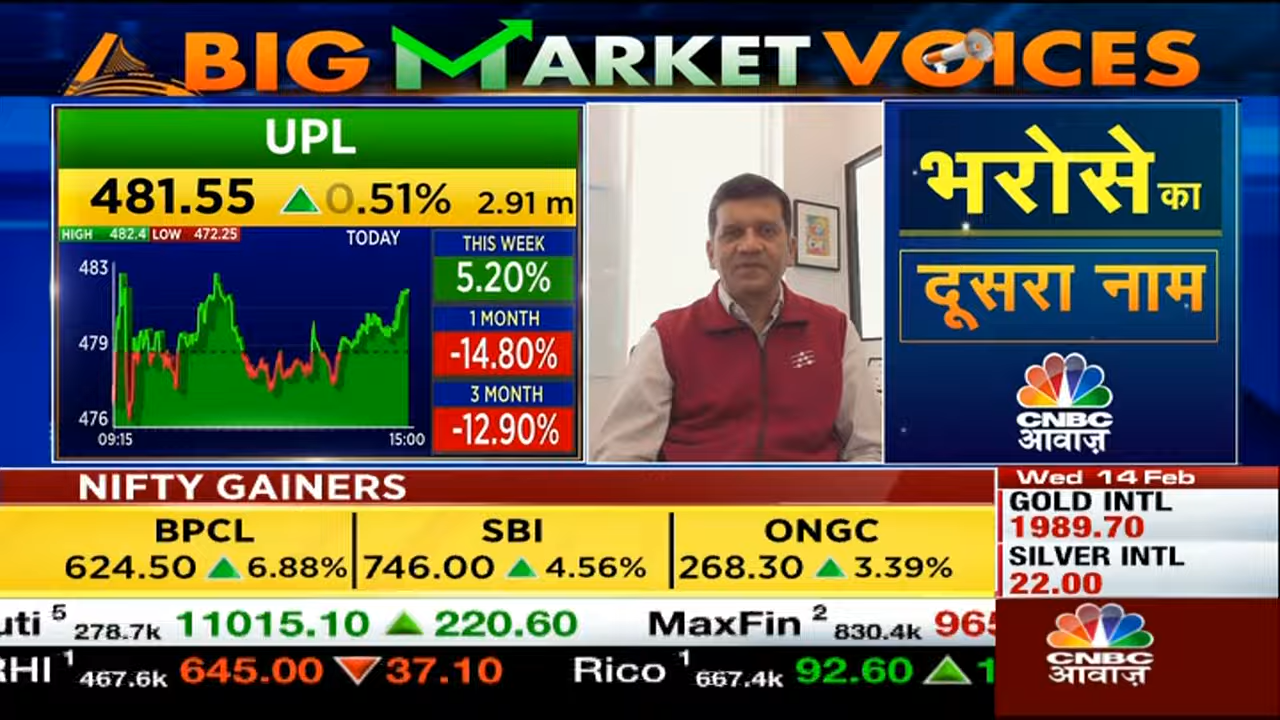 BIG MARKET VOICES
UPL
481.55 ▲ 0.51% 2.91 m
HIGH 482.4 LOW 472.25
TODAY
483
479
476
09:15 15:00
THIS WEEK
5.20%
1 MONTH
-14.80%
3 MONTH
-12.90%
भरोसे का
दूसरा नाम
CNBC
आवाज़
NIFTY GAINERS
BPCL
624.50 ▲ 6.88%
SBI
746.00 ▲ 4.56%
ONGC
268.30 ▲ 3.39%
Wed 14 Feb
GOLD INTL
1989.70
SILVER INTL
22.00
uti 5 278.7k 11015.10 ▲ 220.60 MaxFin 2 830.4k 965
RHI 1 467.6k 645.00 ▼ 37.10 Rico 1 667.4k 92.60 ▲ 1
CNBC
आवाज़